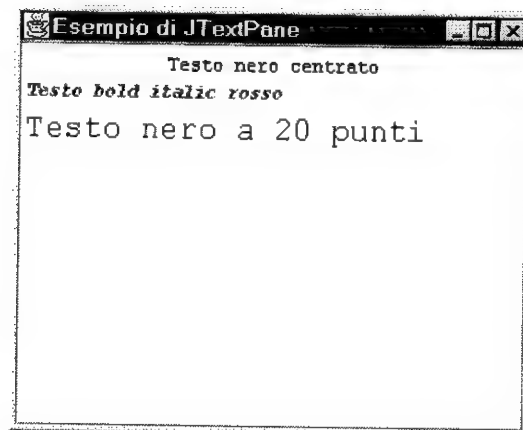 Esempio di JTextPane
Testo nero centrato
Testo bold italic rosso
Testo nero a 20 punti